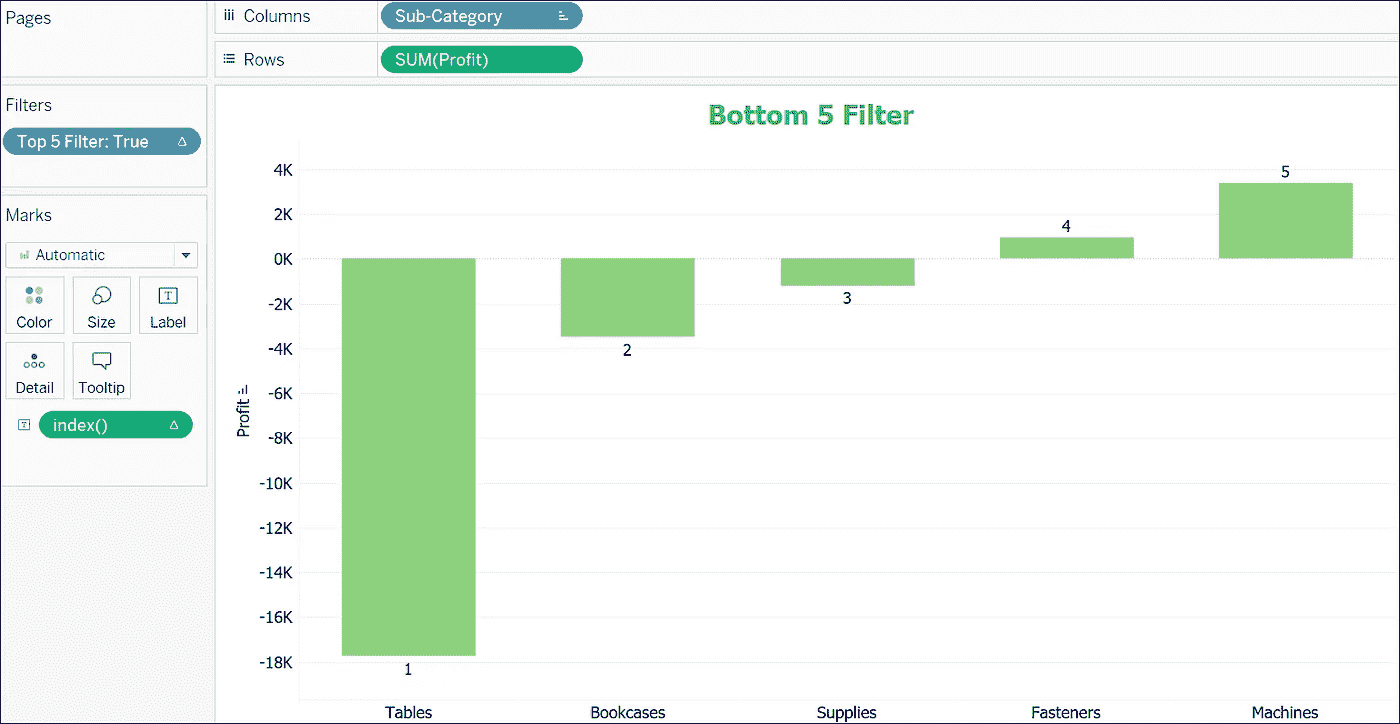 Pages
Columns
Sub-Category
Rows
SUM(Profit)
Filters
Top 5 Filter: True
Marks
Automatic
Color
Size
Label
Detail
Tooltip
index()
Bottom 5 Filter
Profit
4K
2K
0K
-2K
-4K
-6K
-8K
-10K
-12K
-14K
-16K
-18K
1
2
3
4
5
Tables
Bookcases
Supplies
Fasteners
Machines